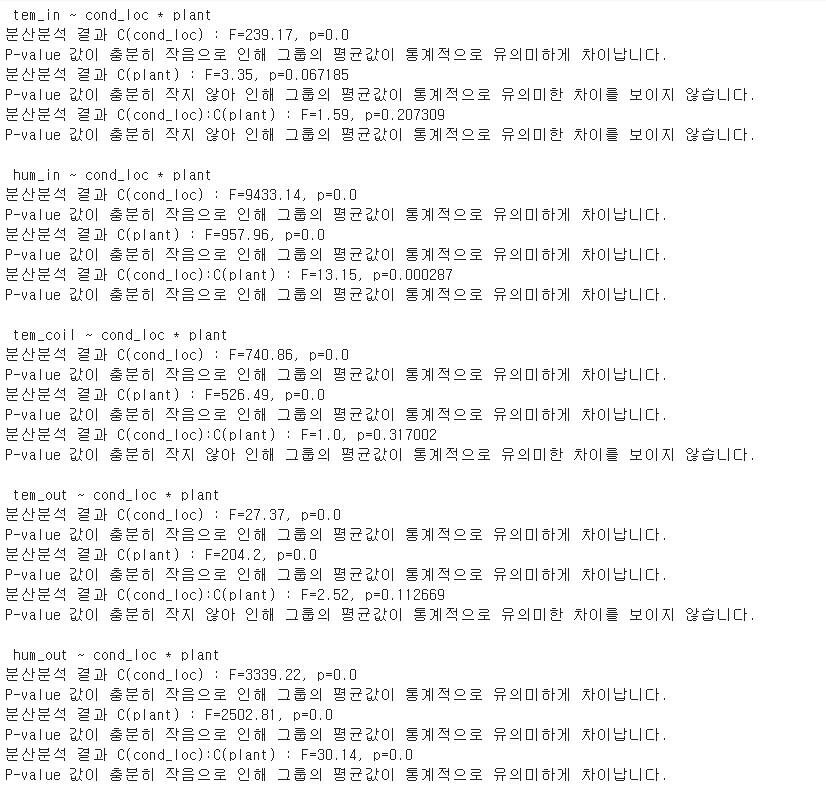 tem_in ~ cond_loc * plant
분산분석 결과 C(cond_loc) : F=239.17, p=0.0
P-value 값이 충분히 작음으로 인해 그룹의 평균값이 통계적으로 유의미하게 차이납니다.
분산분석 결과 C(plant) : F=3.35, p=0.067185
P-value 값이 충분히 작지 않아 인해 그룹의 평균값이 통계적으로 유의미한 차이를 보이지 않습니다.
분산분석 결과 C(cond_loc):C(plant) : F=1.59, p=0.207309
P-value 값이 충분히 작지 않아 인해 그룹의 평균값이 통계적으로 유의미한 차이를 보이지 않습니다.
hum_in ~ cond_loc * plant
분산분석 결과 C(cond_loc) : F=9433.14, p=0.0
P-value 값이 충분히 작음으로 인해 그룹의 평균값이 통계적으로 유의미하게 차이납니다.
분산분석 결과 C(plant) : F=957.96, p=0.0
P-value 값이 충분히 작음으로 인해 그룹의 평균값이 통계적으로 유의미하게 차이납니다.
분산분석 결과 C(cond_loc):C(plant) : F=13.15, p=0.000287
P-value 값이 충분히 작음으로 인해 그룹의 평균값이 통계적으로 유의미하게 차이납니다.
tem_coil ~ cond_loc * plant
분산분석 결과 C(cond_loc) : F=740.86, p=0.0
P-value 값이 충분히 작음으로 인해 그룹의 평균값이 통계적으로 유의미하게 차이납니다.
분산분석 결과 C(plant) : F=526.49, p=0.0
P-value 값이 충분히 작음으로 인해 그룹의 평균값이 통계적으로 유의미하게 차이납니다.
분산분석 결과 C(cond_loc):C(plant) : F=1.0, p=0.317002
P-value 값이 충분히 작지 않아 인해 그룹의 평균값이 통계적으로 유의미한 차이를 보이지 않습니다.
tem_out ~ cond_loc * plant
분산분석 결과 C(cond_loc) : F=27.37, p=0.0
P-value 값이 충분히 작음으로 인해 그룹의 평균값이 통계적으로 유의미하게 차이납니다.
분산분석 결과 C(plant) : F=204.2, p=0.0
P-value 값이 충분히 작음으로 인해 그룹의 평균값이 통계적으로 유의미하게 차이납니다.
분산분석 결과 C(cond_loc):C(plant) : F=2.52, p=0.112669
P-value 값이 충분히 작지 않아 인해 그룹의 평균값이 통계적으로 유의미한 차이를 보이지 않습니다.
hum_out ~ cond_loc * plant
분산분석 결과 C(cond_loc) : F=3339.22, p=0.0
P-value 값이 충분히 작음으로 인해 그룹의 평균값이 통계적으로 유의미하게 차이납니다.
분산분석 결과 C(plant) : F=2502.81, p=0.0
P-value 값이 충분히 작음으로 인해 그룹의 평균값이 통계적으로 유의미하게 차이납니다.
분산분석 결과 C(cond_loc):C(plant) : F=30.14, p=0.0
P-value 값이 충분히 작음으로 인해 그룹의 평균값이 통계적으로 유의미하게 차이납니다.